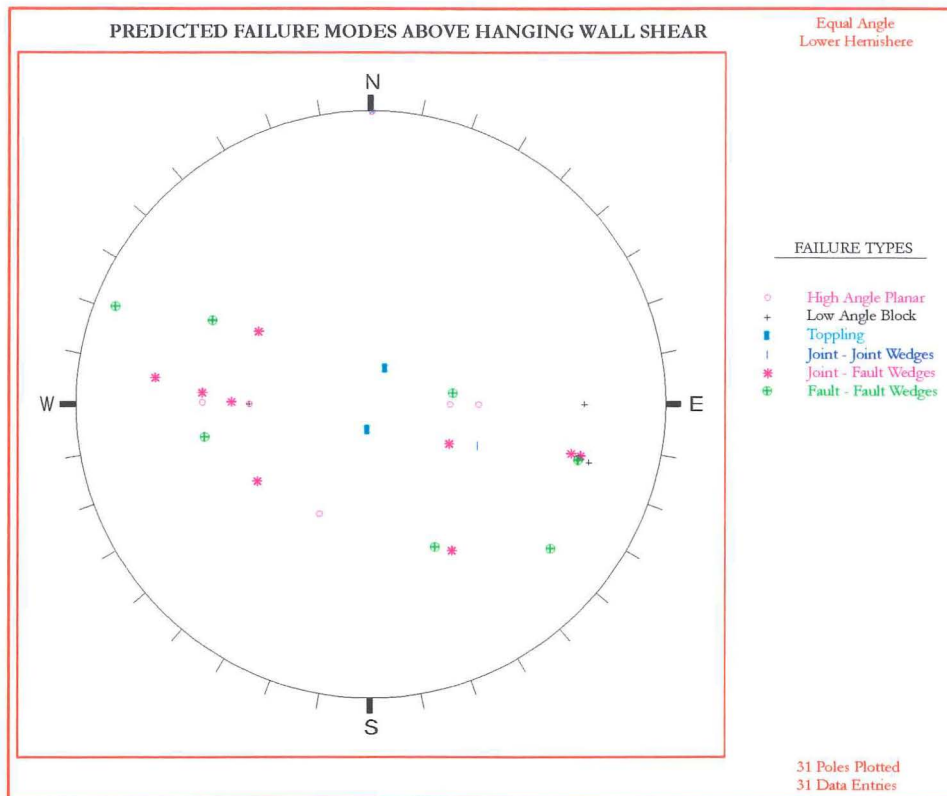 PREDICTED FAILURE MODES ABOVE HANGING WALL SHEAR
Equal Angle
Lower Hemishere
N
W
E
S
FAILURE TYPES
High Angle Planar
Low Angle Block
Toppling
Joint - Joint Wedges
Joint - Fault Wedges
Fault - Fault Wedges
31 Poles Plotted
31 Data Entries